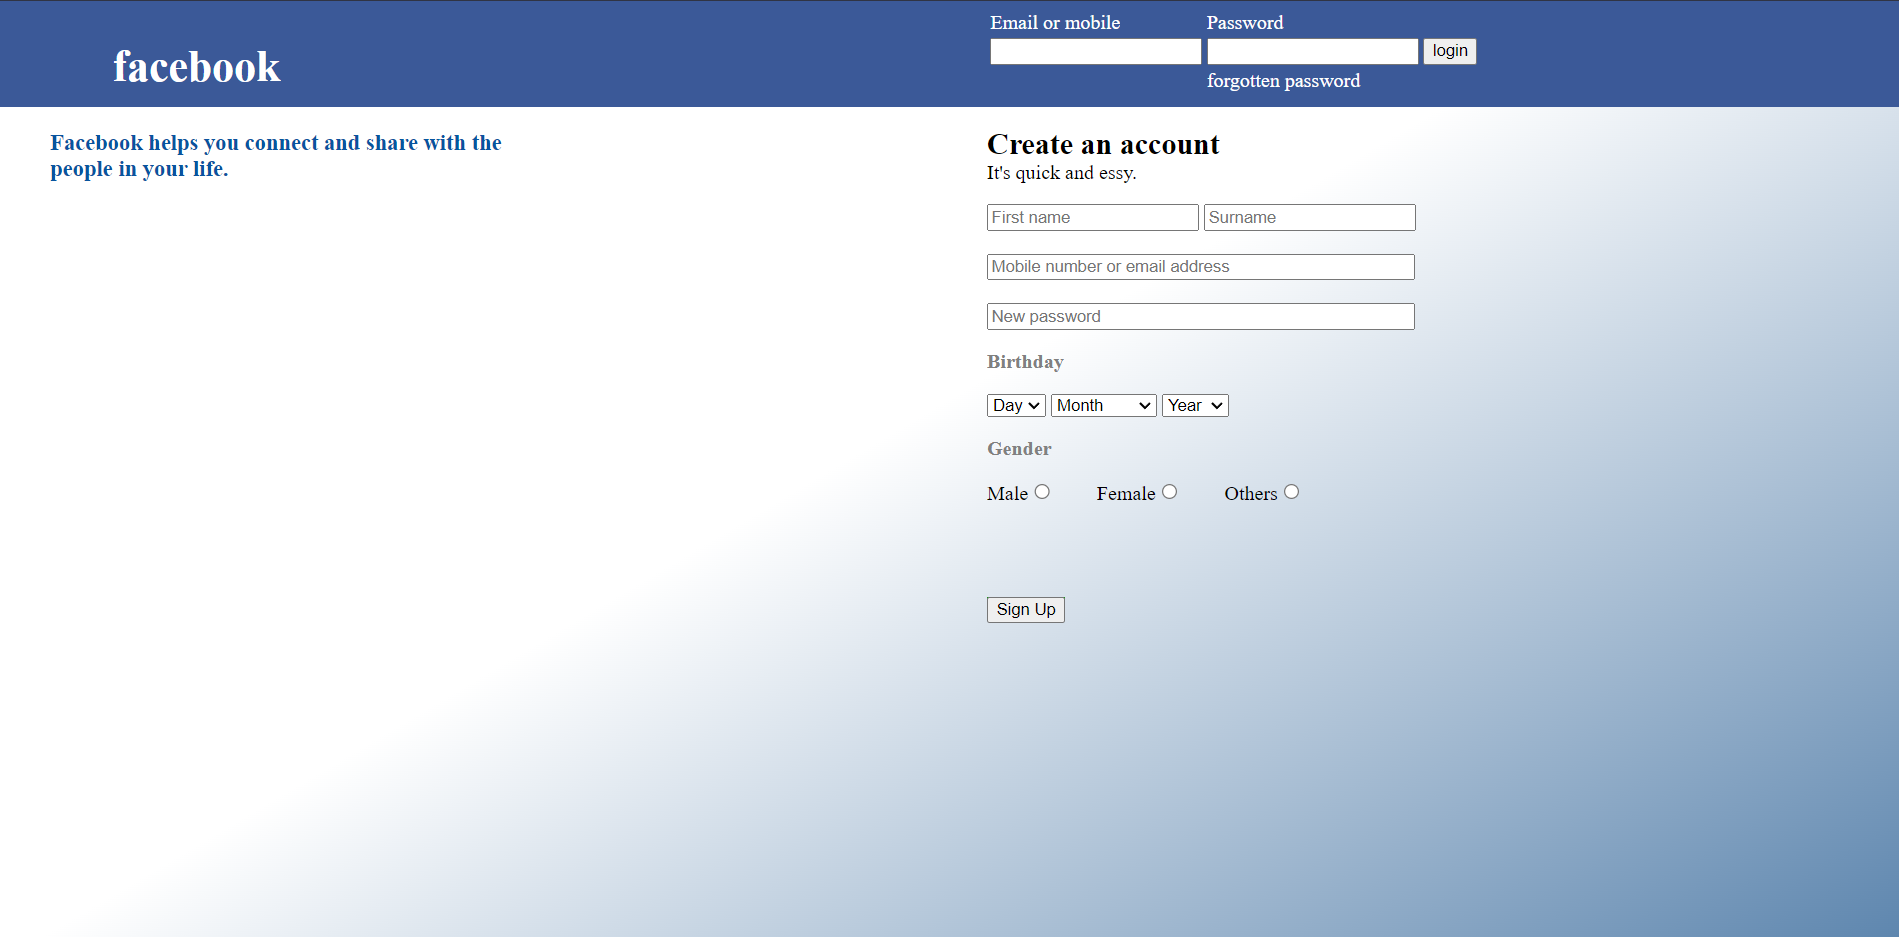 Email or mobile Password
facebook
login
forgotten password
Facebook helps you connect and share with the
people in your life.
Create an account
It's quick and essy.
First name Surname
Mobile number or email address
New password
Birthday
Day Month Year
Gender
Male Female Others
Sign Up